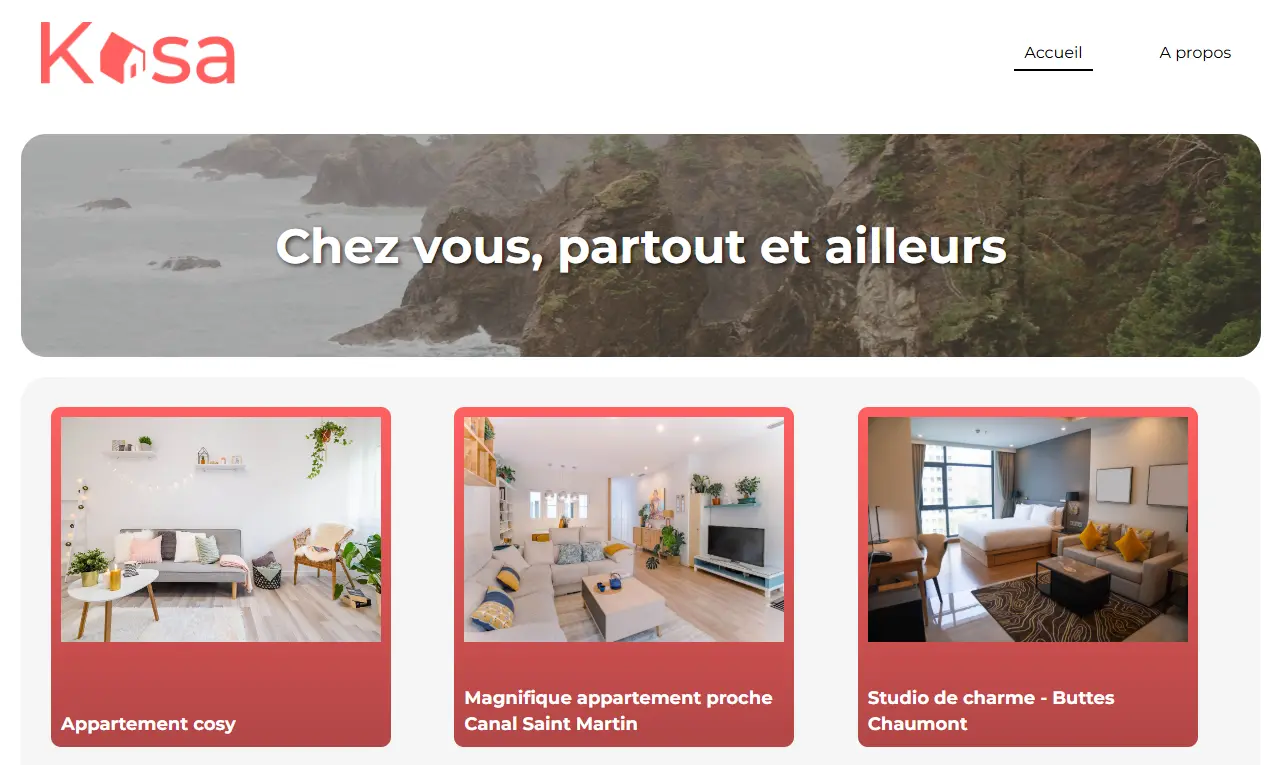 Kasa
Accueil
A propos
Chez vous, partout et ailleurs
Appartement cosy
Magnifique appartement proche
Canal Saint Martin
Studio de charme - Buttes
Chaumont